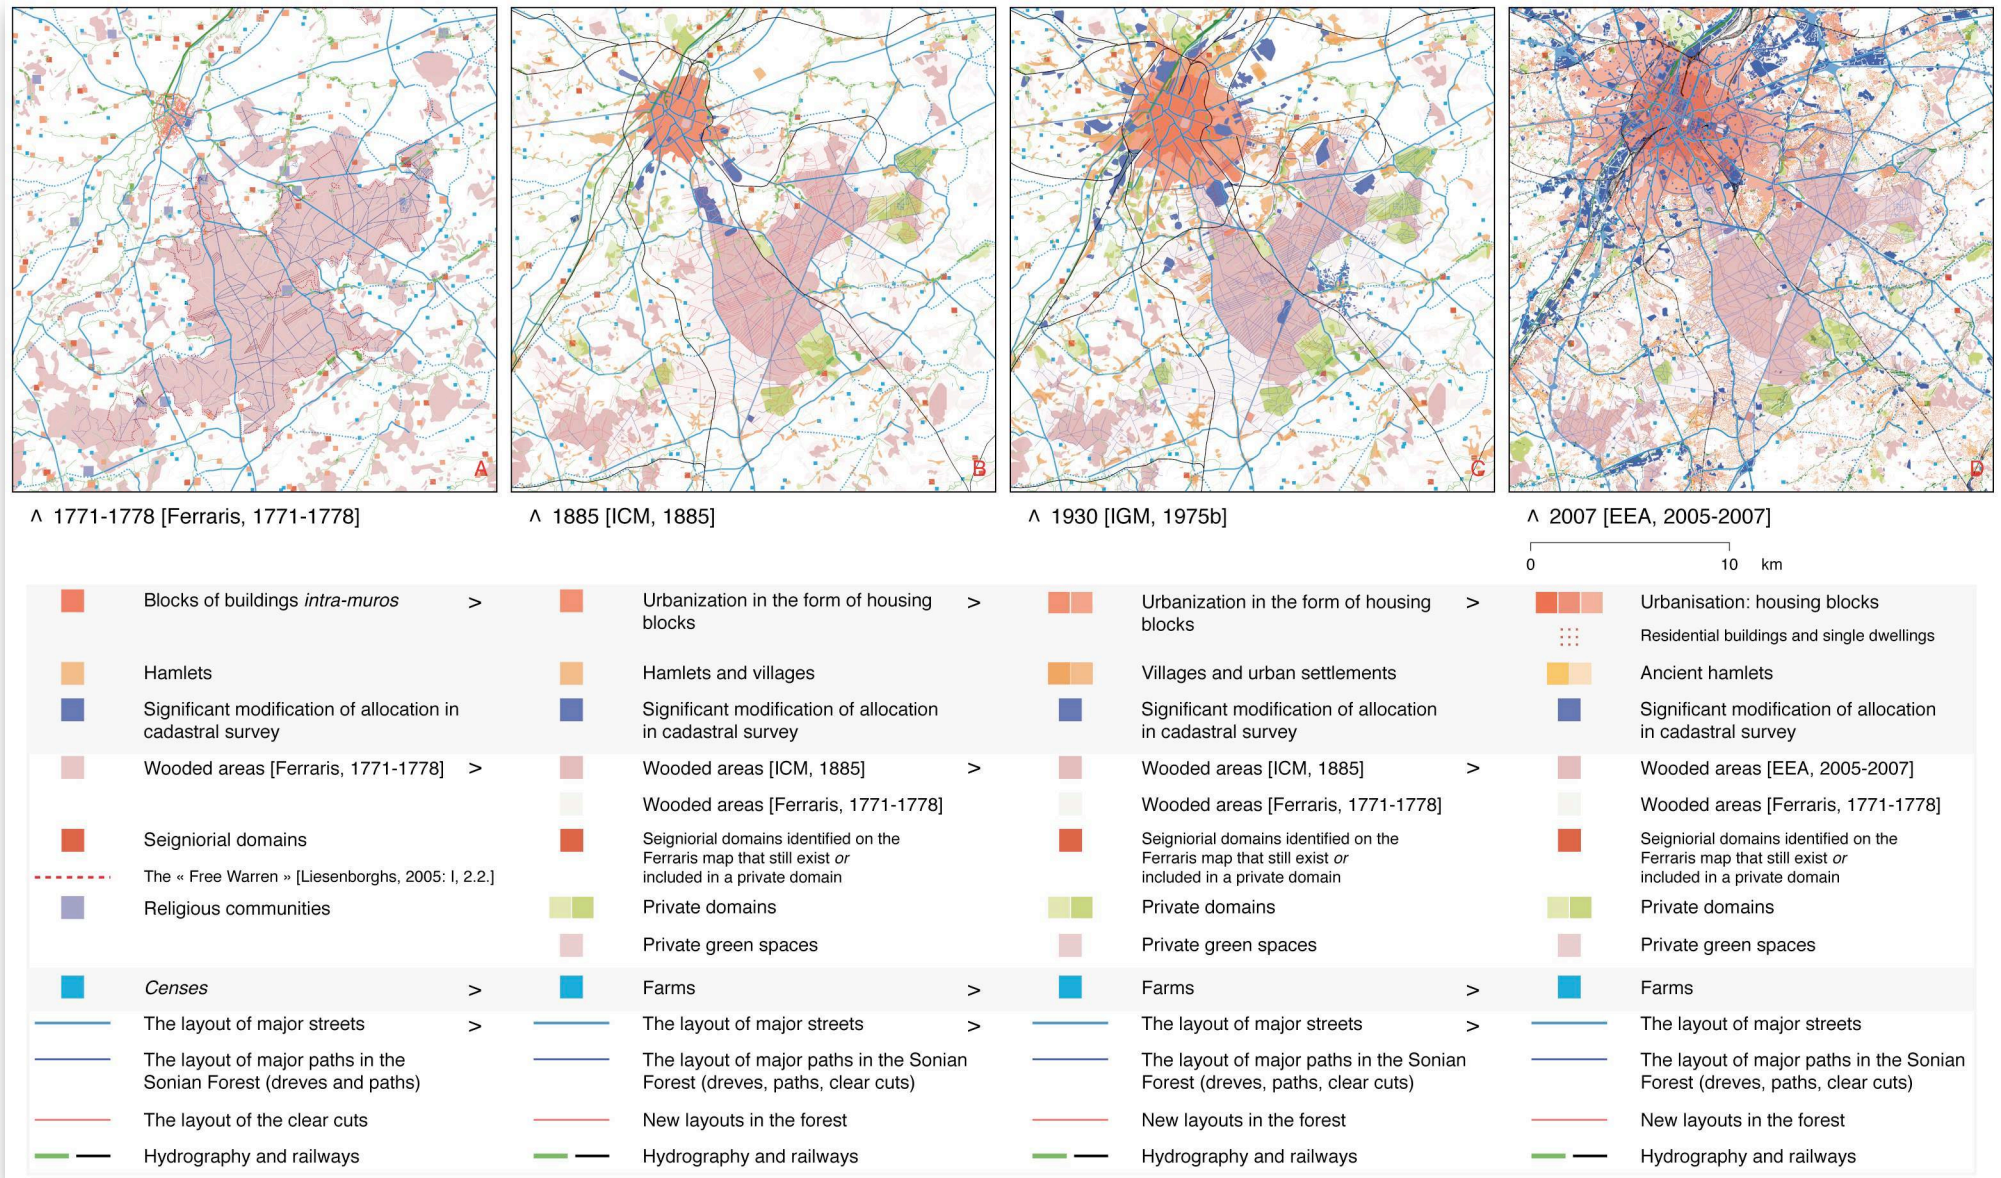 A
B
C
D
˄ 1771-1778 [Ferraris, 1771-1778]
˄ 1885 [ICM, 1885]
˄ 1930 [IGM, 1975b]
˄ 2007 [EEA, 2005-2007]
0 10 km
Blocks of buildings intra-muros >
Hamlets
Significant modification of allocation in
cadastral survey
Wooded areas [Ferraris, 1771-1778] >
Seigniorial domains
The « Free Warren » [Liesenborghs, 2005: I, 2.2.]
Religious communities
Censes >
The layout of major streets >
The layout of major paths in the
Sonian Forest (dreves and paths)
The layout of the clear cuts
Hydrography and railways
Urbanization in the form of housing >
blocks
Hamlets and villages
Significant modification of allocation
in cadastral survey
Wooded areas [ICM, 1885] >
Wooded areas [Ferraris, 1771-1778]
Seigniorial domains identified on the
Ferraris map that still exist or
included in a private domain
Private domains
Private green spaces
Farms >
The layout of major streets >
The layout of major paths in the Sonian
Forest (dreves, paths, clear cuts)
New layouts in the forest
Hydrography and railways
Urbanization in the form of housing >
blocks
Villages and urban settlements
Significant modification of allocation
in cadastral survey
Wooded areas [ICM, 1885] >
Wooded areas [Ferraris, 1771-1778]
Seigniorial domains identified on the
Ferraris map that still exist or
included in a private domain
Private domains
Private green spaces
Farms >
The layout of major streets >
The layout of major paths in the Sonian
Forest (dreves, paths, clear cuts)
New layouts in the forest
Hydrography and railways
Urbanisation: housing blocks
Residential buildings and single dwellings
Ancient hamlets
Significant modification of allocation
in cadastral survey
Wooded areas [EEA, 2005-2007]
Wooded areas [Ferraris, 1771-1778]
Seigniorial domains identified on the
Ferraris map that still exist or
included in a private domain
Private domains
Private green spaces
Farms
The layout of major streets
The layout of major paths in the Sonian
Forest (dreves, paths, clear cuts)
New layouts in the forest
Hydrography and railways